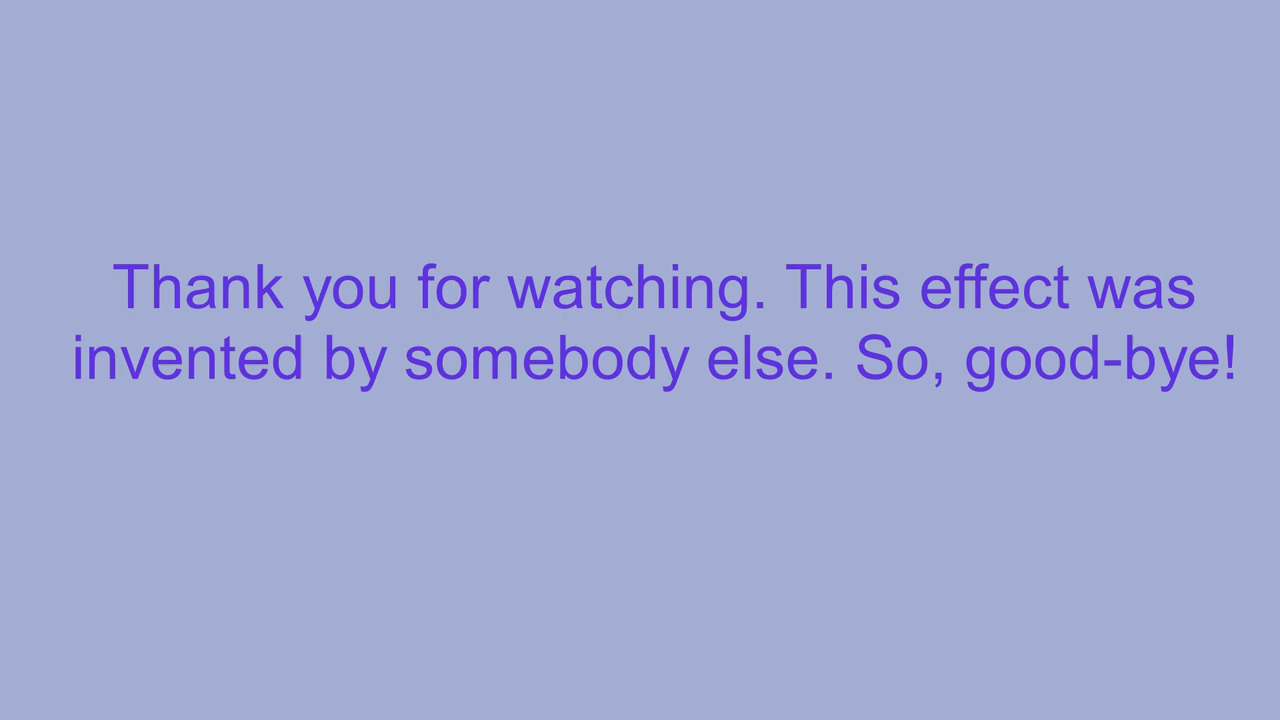 Thank you for watching. This effect was
invented by somebody else. So, good-bye!